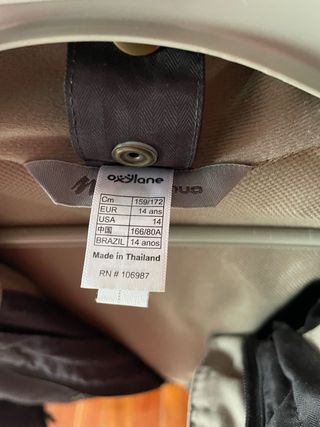 oxylane
Cm 159/172
EUR 14 ans
USA 14
中国 166/80A
BRAZIL 14 anos
Made in Thailand
RN # 106987